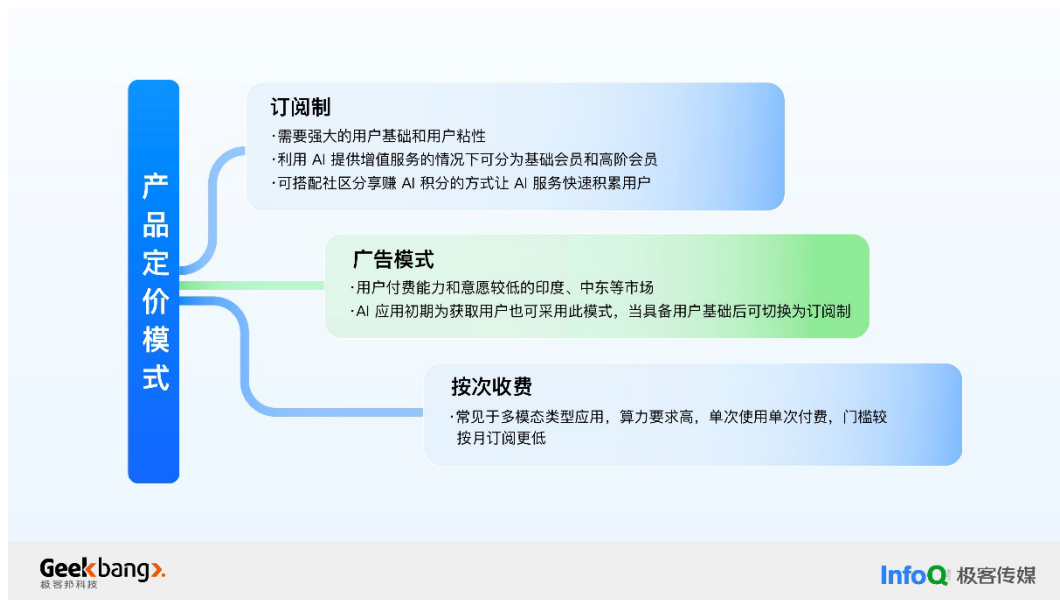 产品定价模式
订阅制
·需要强大的用户基础和用户粘性
·利用 AI 提供增值服务的情况下可分为基础会员和高阶会员
·可搭配社区分享赚 AI 积分的方式让 AI 服务快速积累用户
广告模式
·用户付费能力和意愿较低的印度、中东等市场
·AI 应用初期为获取用户也可采用此模式，当具备用户基础后可切换为订阅制
按次收费
·常见于多模态类型应用，算力要求高，单次使用单次付费，门槛较
按月订阅更低
Geekbang>.
极客邦科技
InfoQ 极客传媒